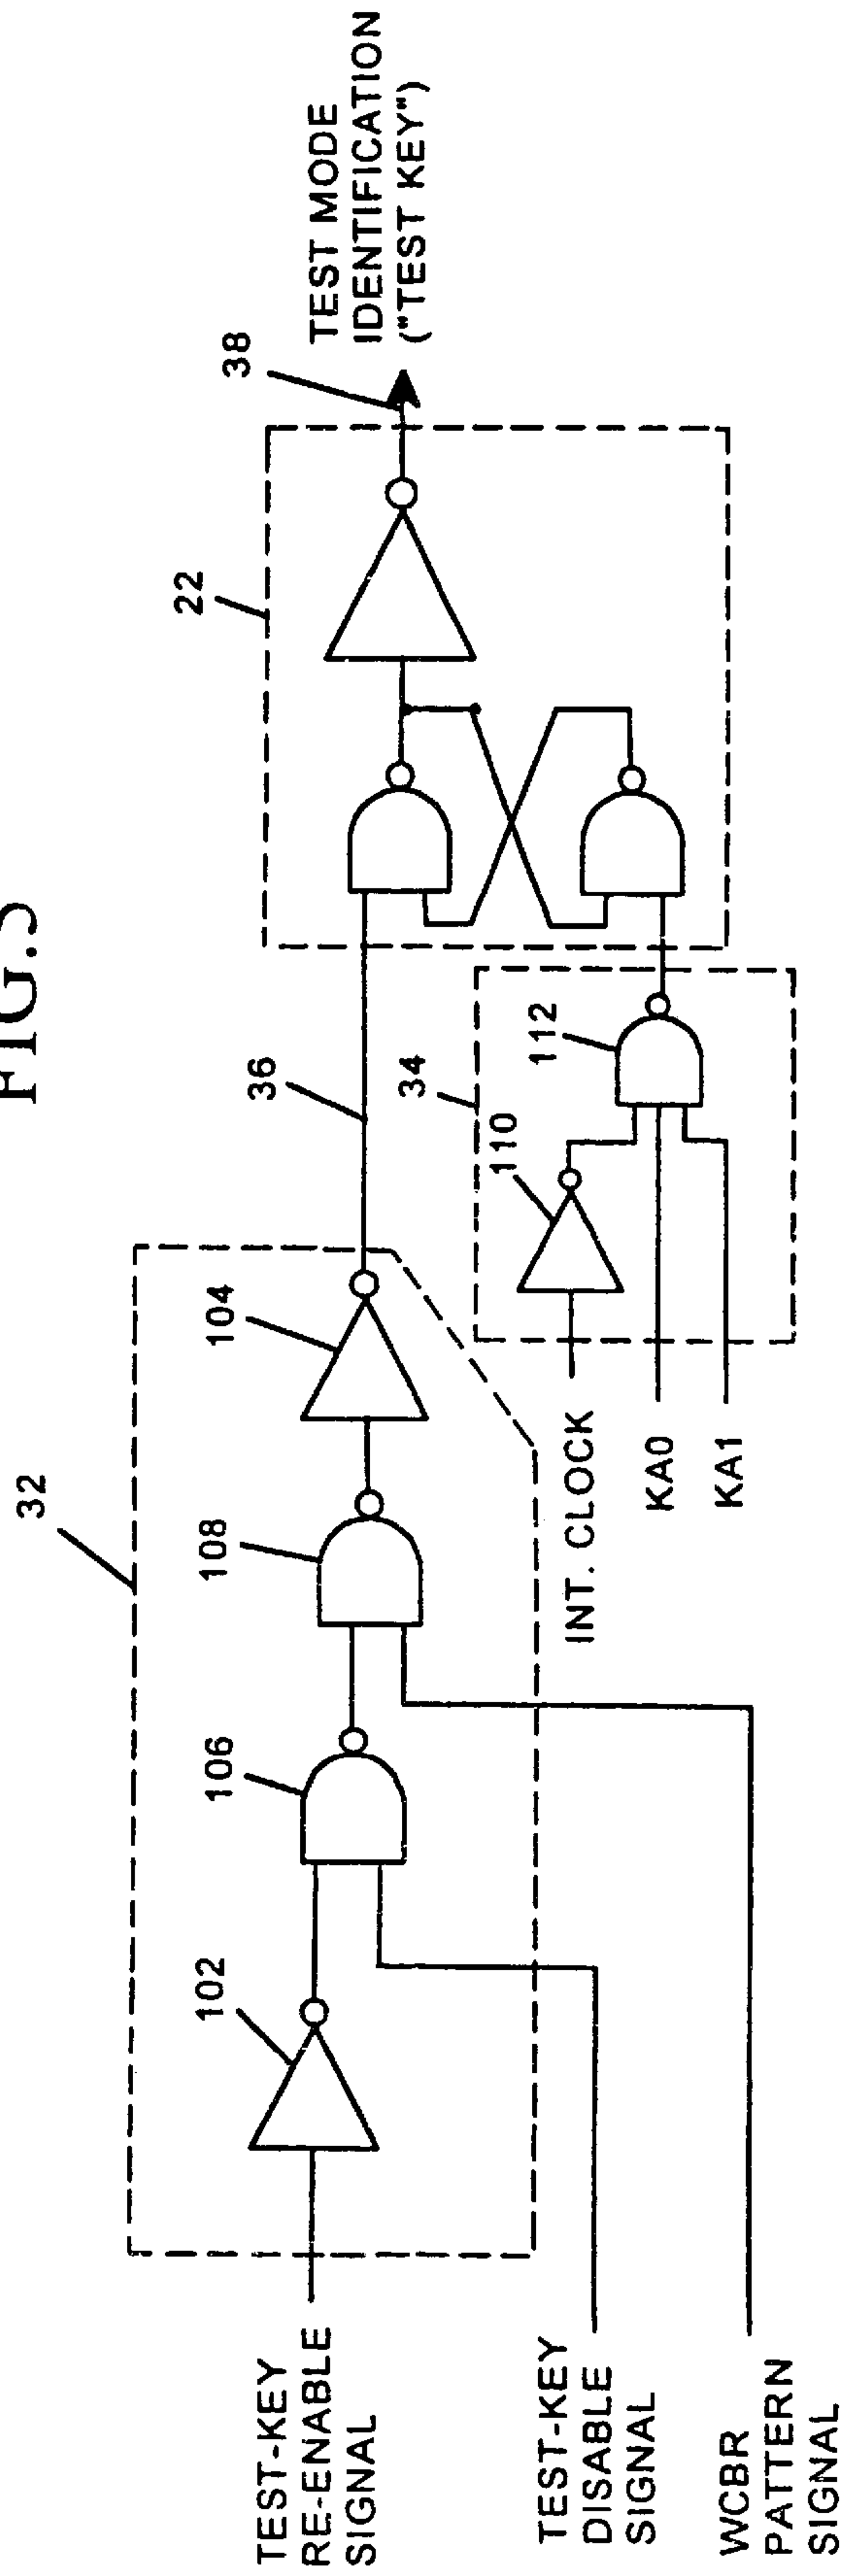 FIG.5
32
TEST-KEY
RE-ENABLE
SIGNAL
102
106
108
104
36
22
38
TEST MODE
IDENTIFICATION
("TEST KEY")
TEST-KEY
DISABLE
SIGNAL
WCBR
PATTERN
SIGNAL
34
110
112
INT. CLOCK
KA0
KA1